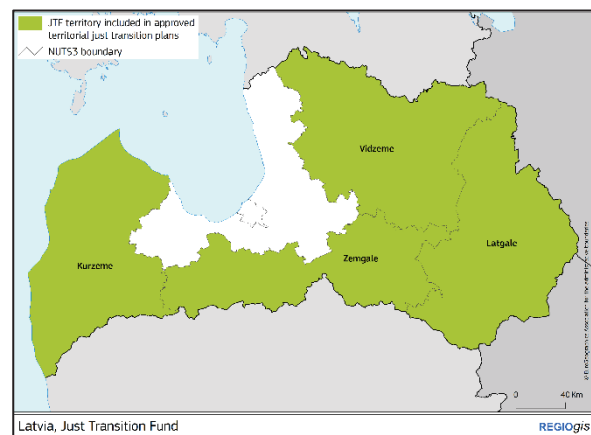 JTF territory included in approved
territorial just transition plans
NUTS3 boundary
Vidzeme
Latgale
Kurzeme
Zemgale
0 40 Km
Latvia, Just Transition Fund
REGIOgis